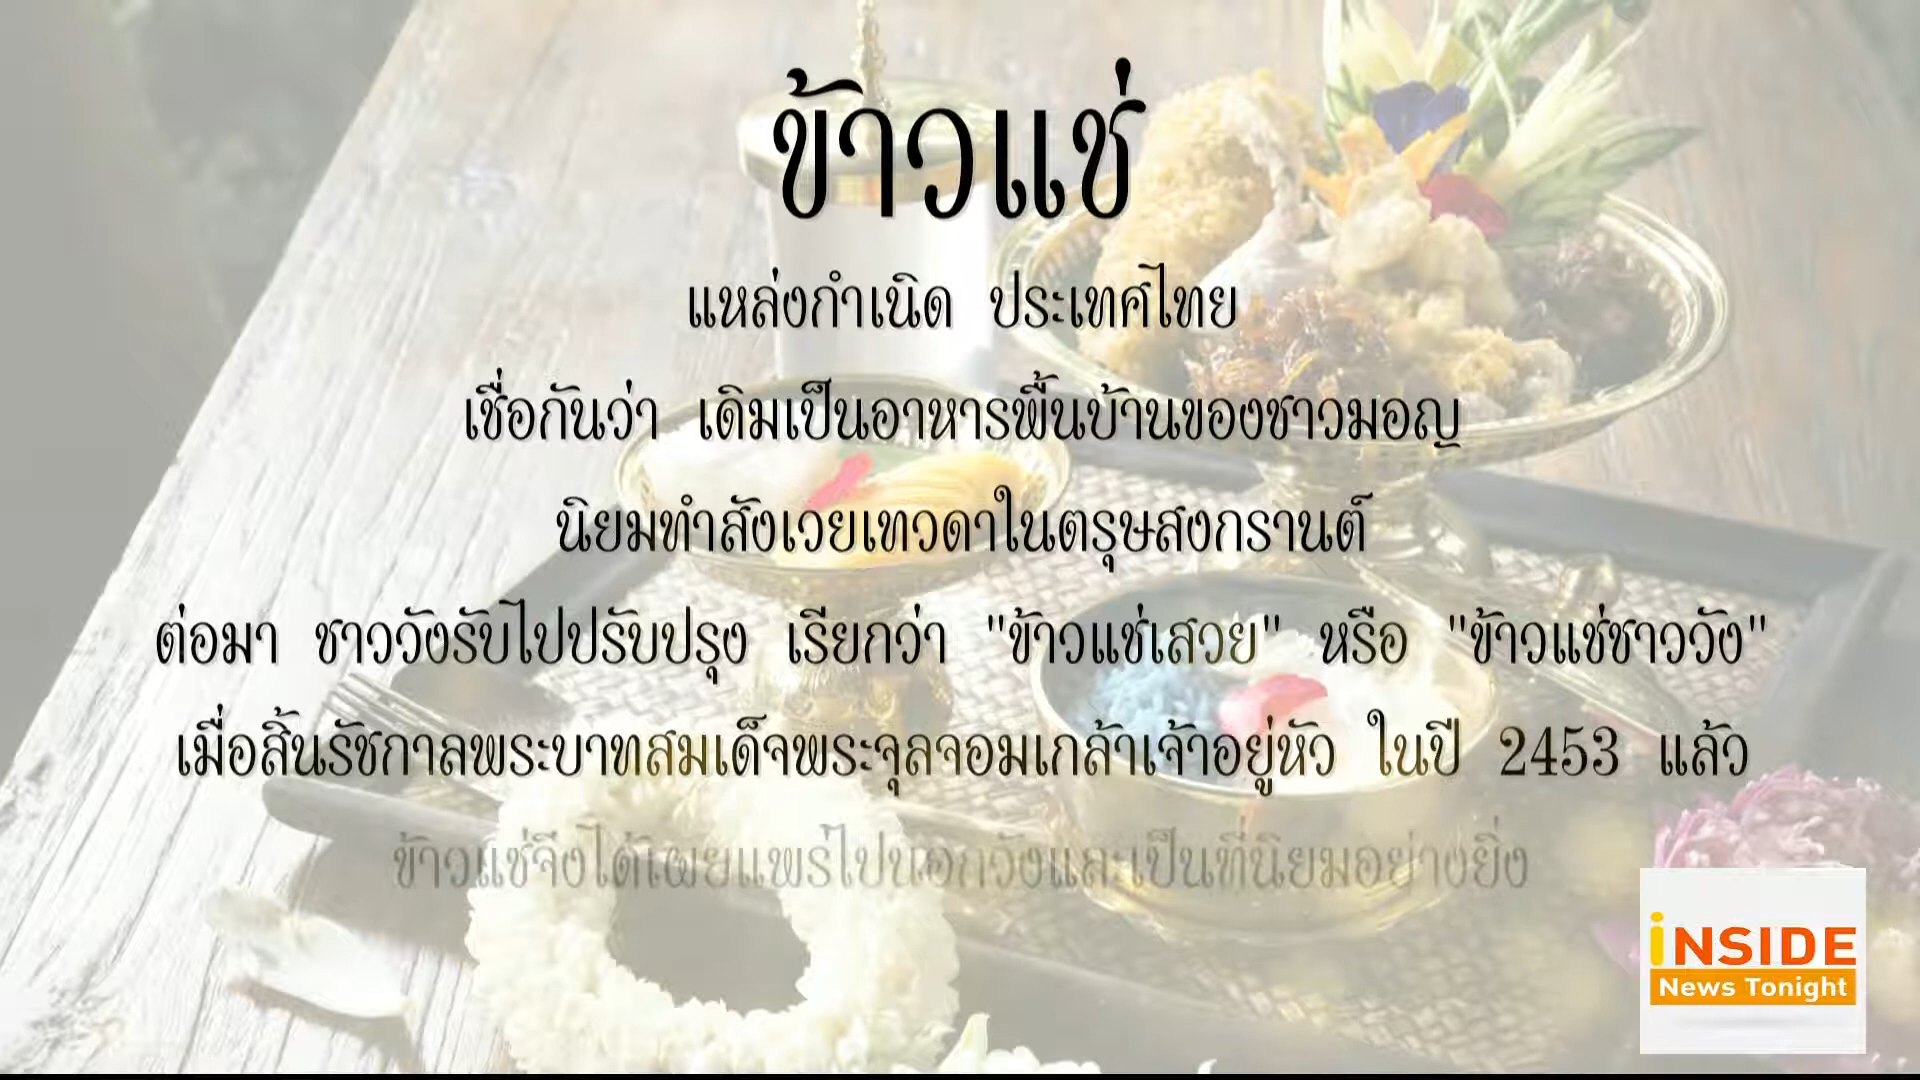 ข้าวแช่
แหล่งกำเนิด ประเทศไทย
เชื่อกันว่า เดิมเป็นอาหารพื้นบ้านของชาวมอญ
นิยมทำสังเวยเทวดาในตรุษสงกรานต์
ต่อมา ชาววังรับไปปรับปรุง เรียกว่า "ข้าวแช่เสวย" หรือ "ข้าวแช่ชาววัง"
เมื่อสิ้นรัชกาลพระบาทสมเด็จพระจุลจอมเกล้าเจ้าอยู่หัว ในปี 2453 แล้ว
ข้าวแช่จึงได้เผยแพร่ไปนอกวังและเป็นที่นิยมอย่างยิ่ง
iNSIDE
News Tonight